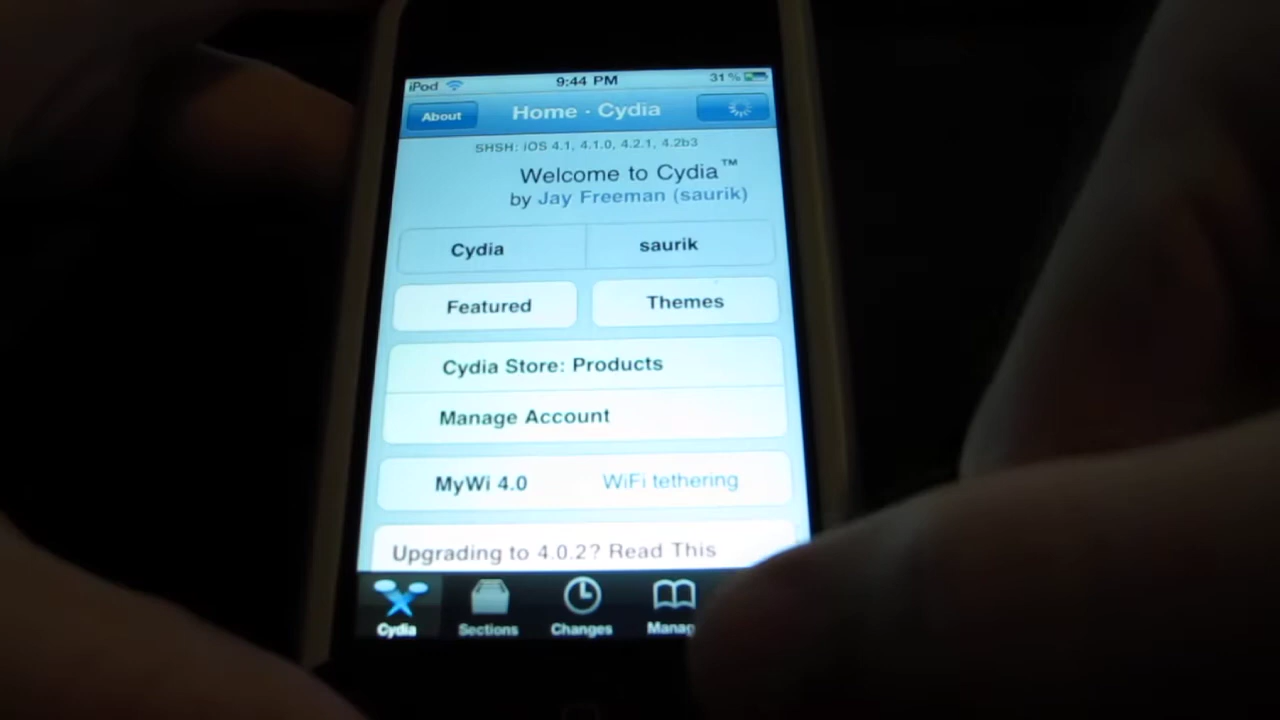 iPod 9:44 PM 31%
About Home · Cydia
SHSH: iOS 4.1, 4.1.0, 4.2.1, 4.2b3
Welcome to Cydia™
by Jay Freeman (saurik)
Cydia saurik
Featured Themes
Cydia Store: Products
Manage Account
MyWi 4.0 WiFi tethering
Upgrading to 4.0.2? Read This
Cydia Sections Changes Manag